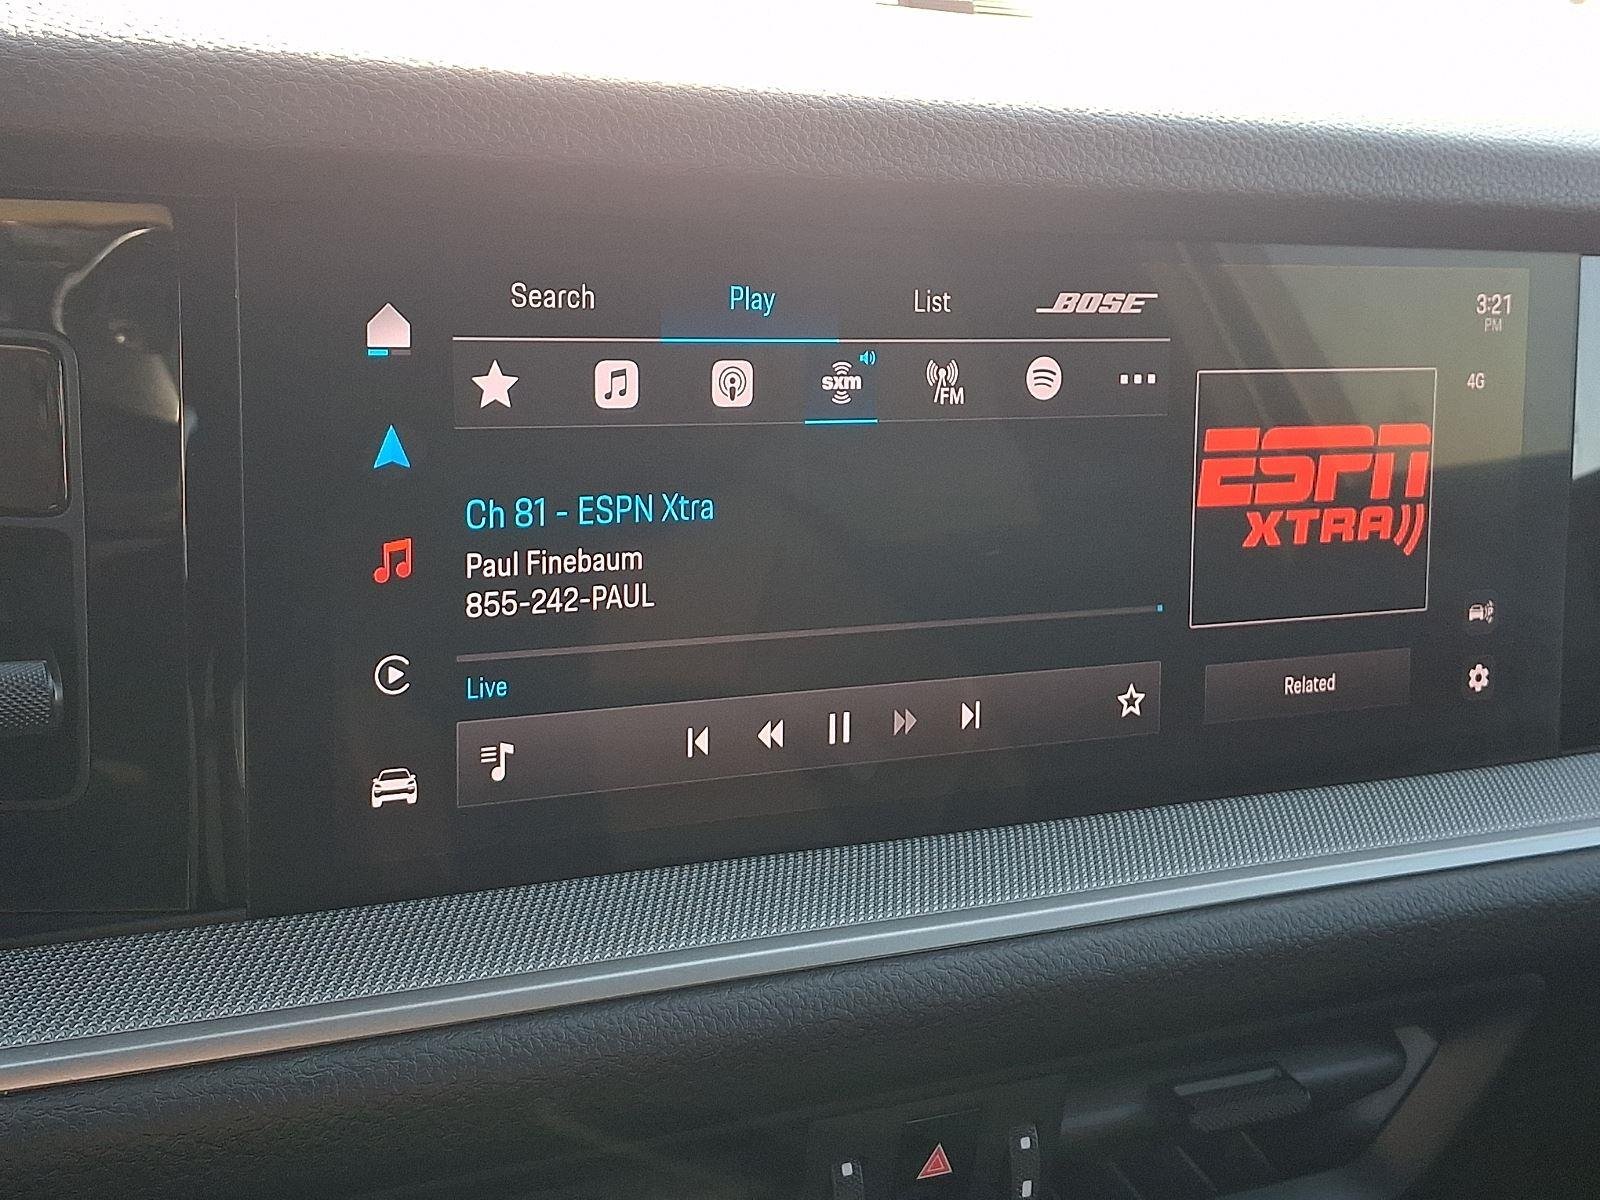 Search Play List BOSE
3:21
PM
sxm
FM
4G
Ch 81 - ESPN Xtra
Paul Finebaum
855-242-PAUL
ESPN
XTRA
Live
Related
P